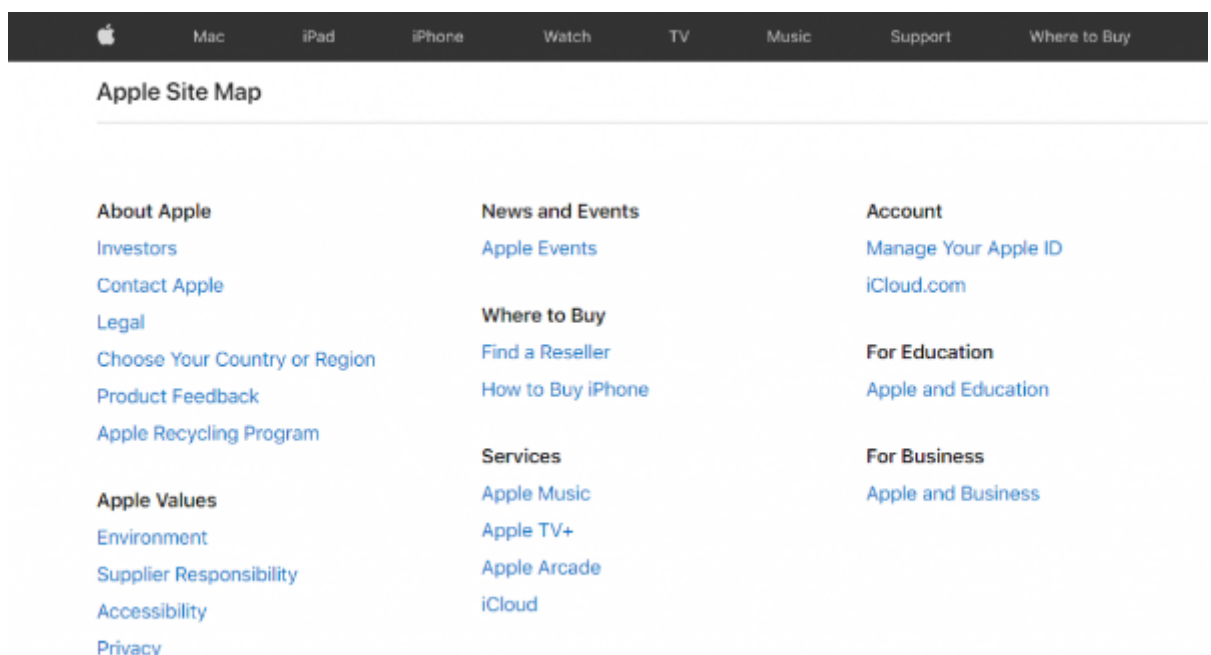 Mac iPad iPhone Watch TV Music Support Where to Buy
Apple Site Map
About Apple
Investors
Contact Apple
Legal
Choose Your Country or Region
Product Feedback
Apple Recycling Program
Apple Values
Environment
Supplier Responsibility
Accessibility
Privacy
News and Events
Apple Events
Where to Buy
Find a Reseller
How to Buy iPhone
Services
Apple Music
Apple TV+
Apple Arcade
iCloud
Account
Manage Your Apple ID
iCloud.com
For Education
Apple and Education
For Business
Apple and Business